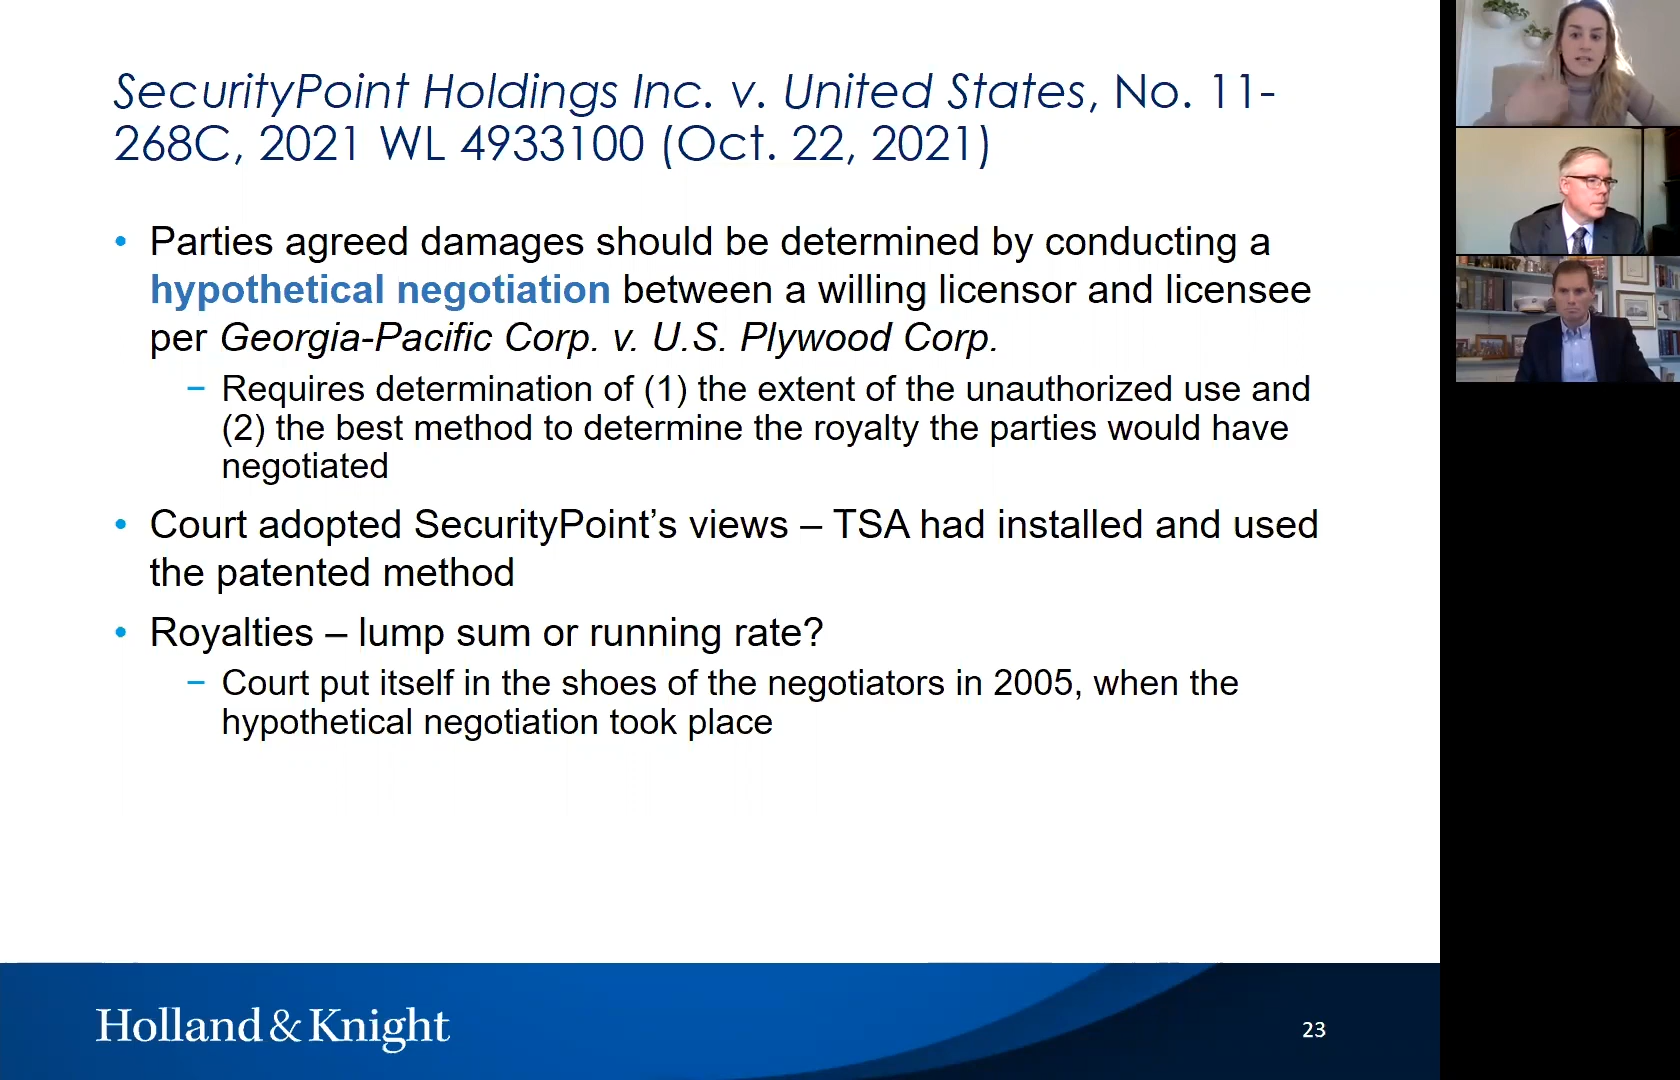 SecurityPoint Holdings Inc. v. United States, No. 11-
268C, 2021 WL 4933100 (Oct. 22, 2021)
• Parties agreed damages should be determined by conducting a
hypothetical negotiation between a willing licensor and licensee
per Georgia-Pacific Corp. v. U.S. Plywood Corp.
− Requires determination of (1) the extent of the unauthorized use and
(2) the best method to determine the royalty the parties would have
negotiated
• Court adopted SecurityPoint’s views – TSA had installed and used
the patented method
• Royalties – lump sum or running rate?
− Court put itself in the shoes of the negotiators in 2005, when the
hypothetical negotiation took place
Holland & Knight
23